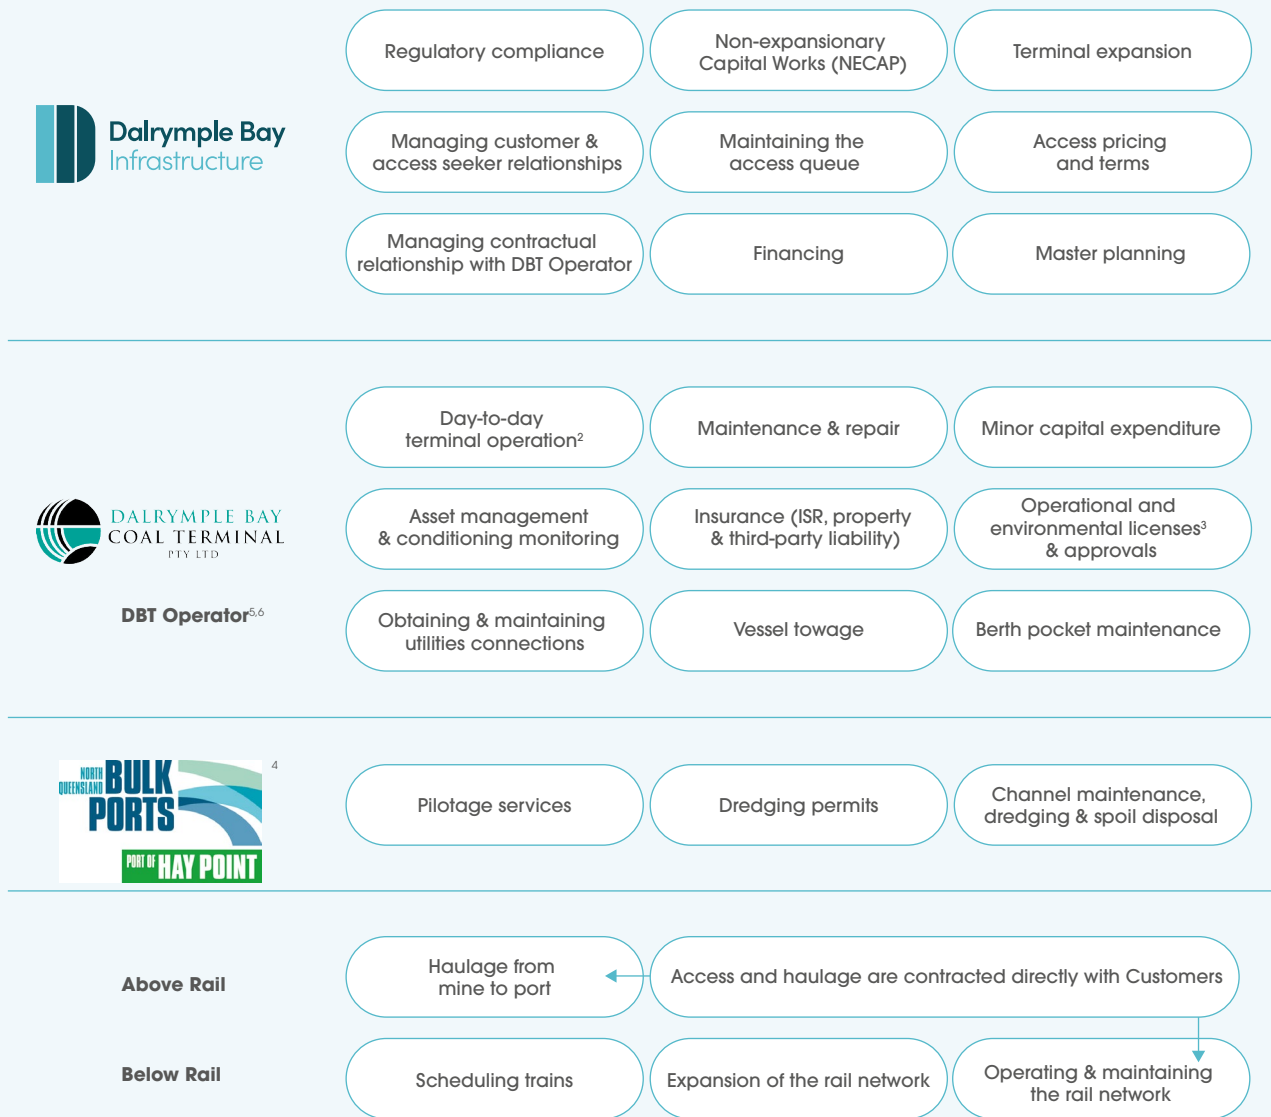 Regulatory compliance
Non-expansionary
Capital Works (NECAP)
Terminal expansion
Dalrymple Bay
Infrastructure
Managing customer &
access seeker relationships
Maintaining the
access queue
Access pricing
and terms
Managing contractual
relationship with DBT Operator
Financing
Master planning
Day-to-day
terminal operation²
Maintenance & repair
Minor capital expenditure
DALRYMPLE BAY
COAL TERMINAL
PTY LTD
Asset management
& conditioning monitoring
Insurance (ISR, property
& third-party liability)
Operational and
environmental licenses³
& approvals
DBT Operator⁵,⁶
Obtaining & maintaining
utilities connections
Vessel towage
Berth pocket maintenance
NORTH
QUEENSLAND
BULK
PORTS
PORT OF HAY POINT
4
Pilotage services
Dredging permits
Channel maintenance,
dredging & spoil disposal
Above Rail
Haulage from
mine to port
Access and haulage are contracted directly with Customers
Below Rail
Scheduling trains
Expansion of the rail network
Operating & maintaining
the rail network